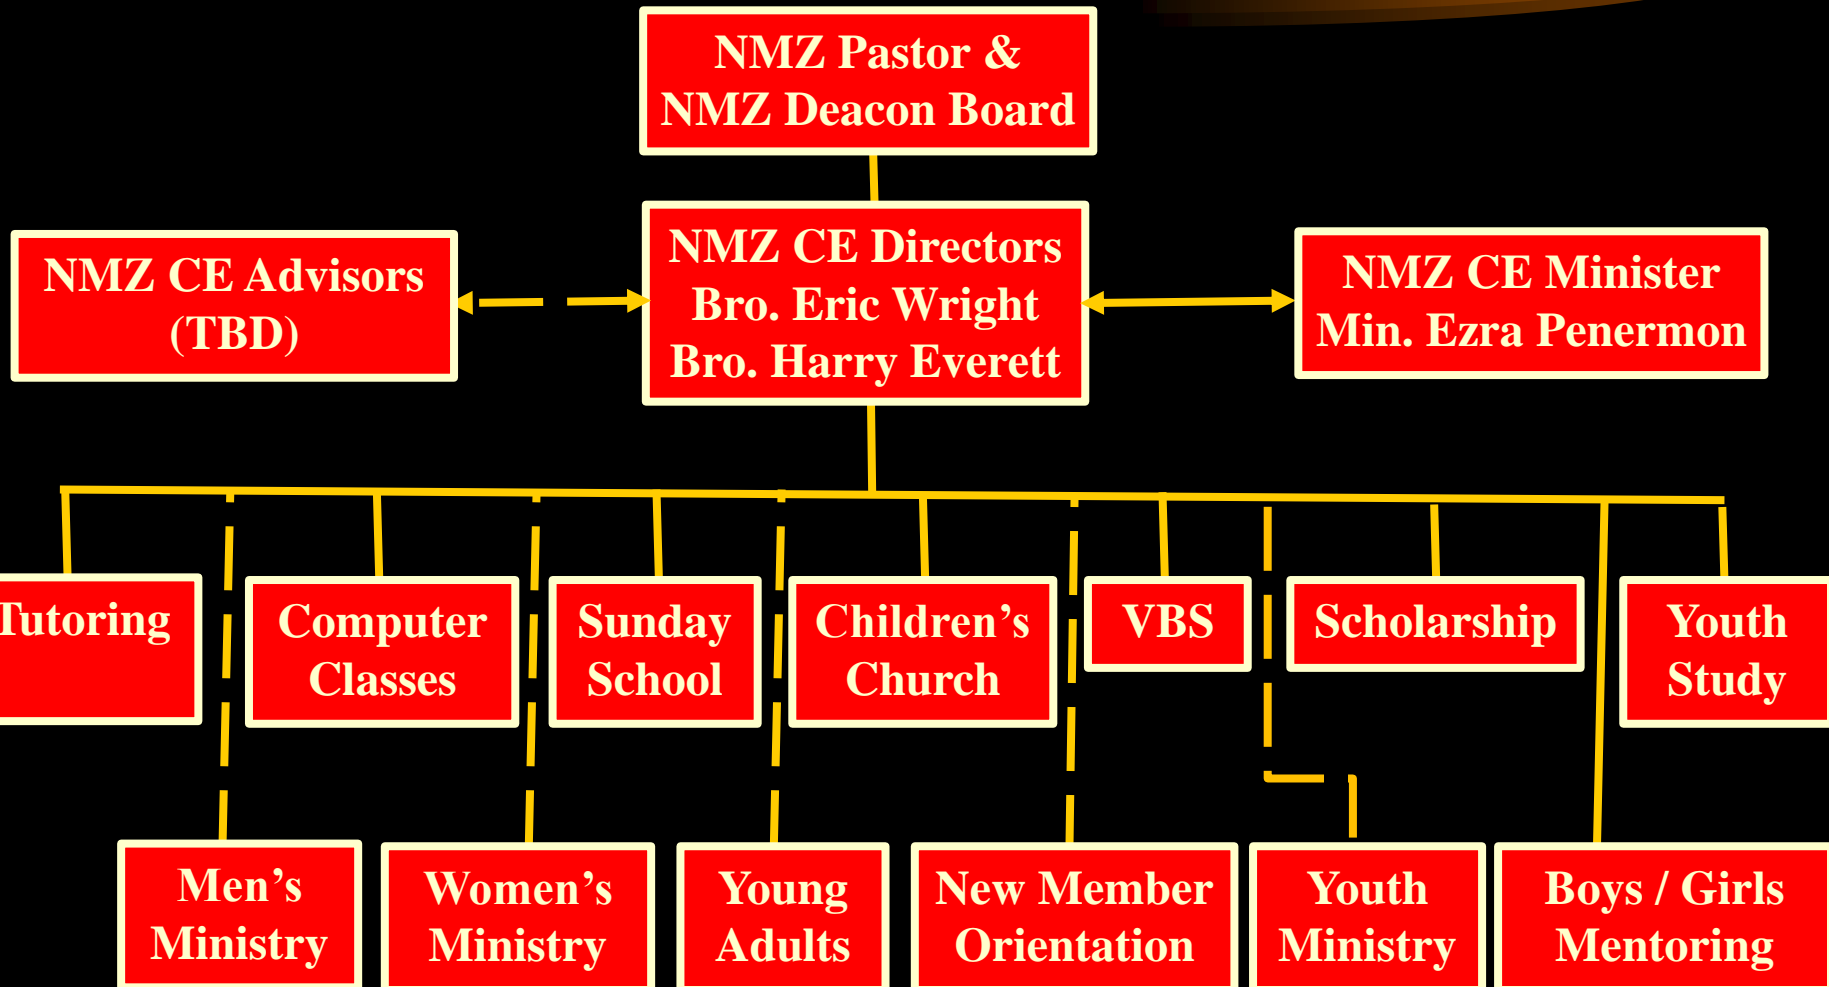 NMZ Pastor &
NMZ Deacon Board
NMZ CE Advisors
(TBD)
NMZ CE Directors
Bro. Eric Wright
Bro. Harry Everett
NMZ CE Minister
Min. Ezra Penermon
Tutoring
Computer
Classes
Sunday
School
Children’s
Church
VBS
Scholarship
Youth
Study
Men’s
Ministry
Women’s
Ministry
Young
Adults
New Member
Orientation
Youth
Ministry
Boys / Girls
Mentoring